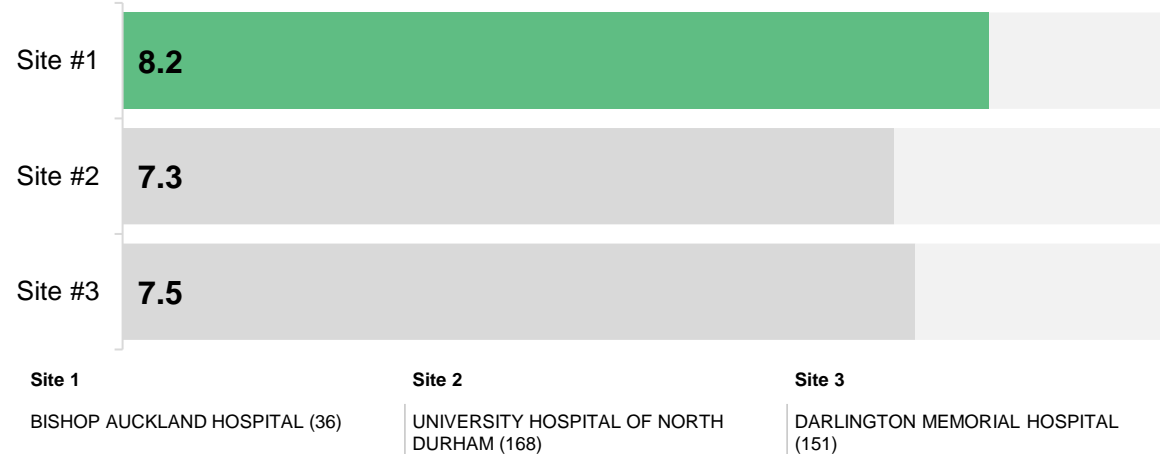 Site #1
8.2
Site #2
7.3
Site #3
7.5
Site 1
BISHOP AUCKLAND HOSPITAL (36)
Site 2
UNIVERSITY HOSPITAL OF NORTH
DURHAM (168)
Site 3
DARLINGTON MEMORIAL HOSPITAL
(151)